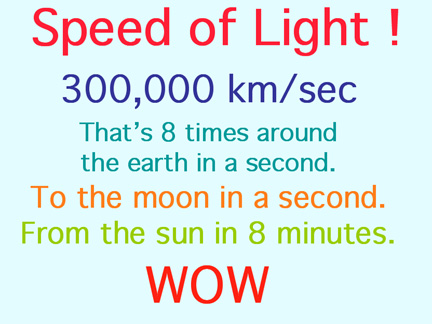 Speed of Light !
300,000 km/sec
That's 8 times around
the earth in a second.
To the moon in a second.
From the sun in 8 minutes.
WOW